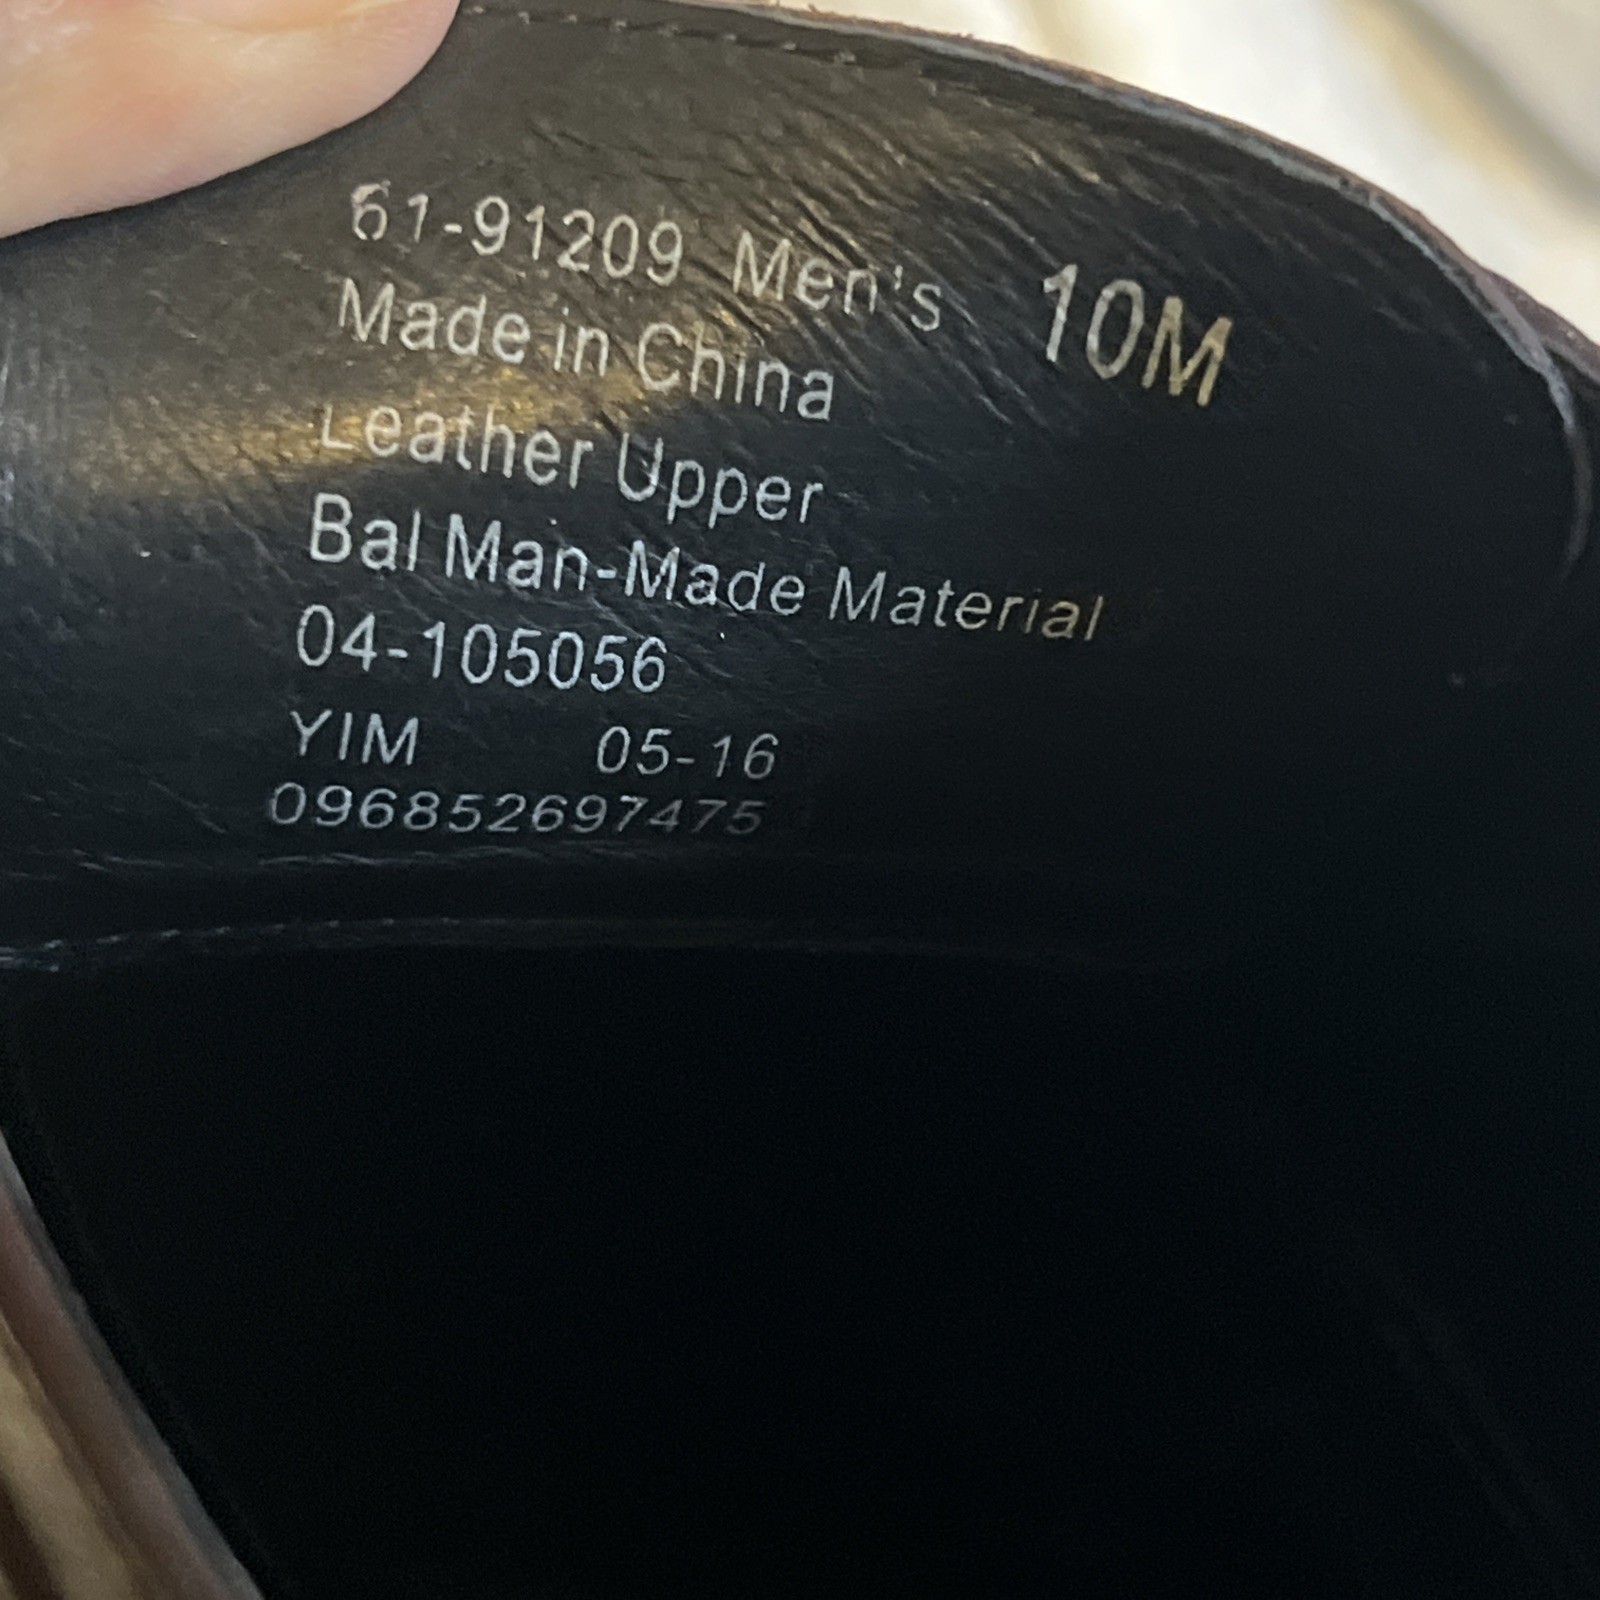 61-91209 Men's 10M
Made in China
Leather Upper
Bal Man-Made Material
04-105056
YIM 05-16
096852697475